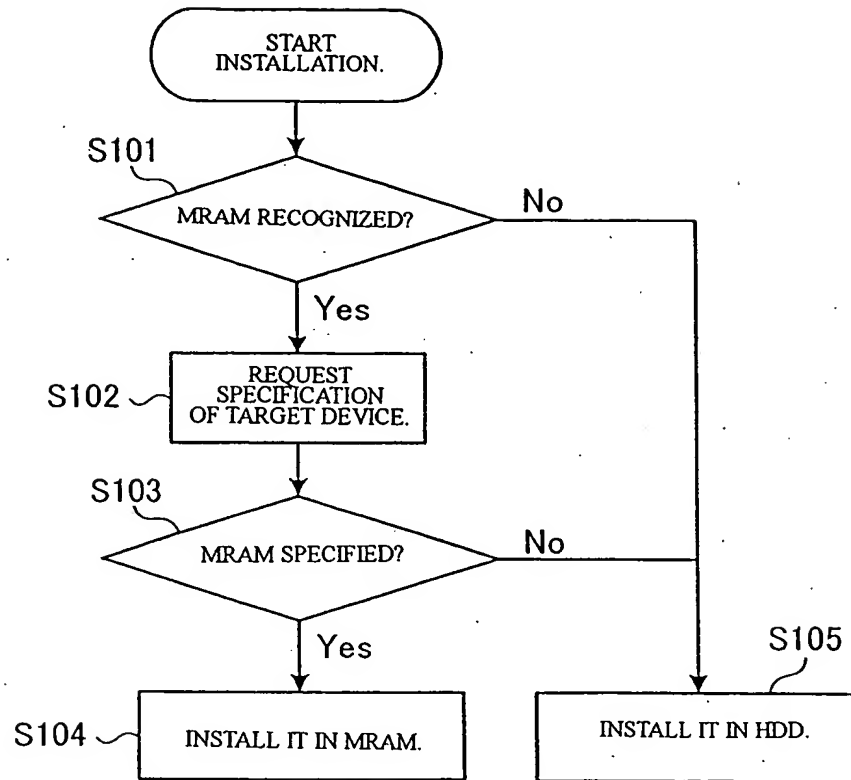 START
INSTALLATION.
S101
MRAM RECOGNIZED?
No
Yes
S102
REQUEST
SPECIFICATION
OF TARGET DEVICE.
S103
MRAM SPECIFIED?
No
Yes
S105
S104
INSTALL IT IN MRAM.
INSTALL IT IN HDD.